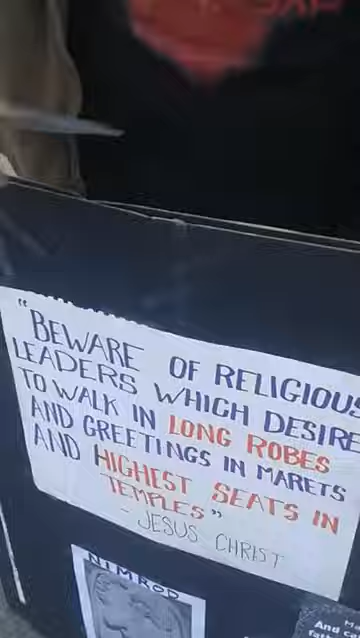 "BEWARE OF RELIGIOUS
LEADERS WHICH DESIRE
TO WALK IN LONG ROBES
AND GREETINGS IN MARETS
AND HIGHEST SEATS IN
TEMPLES"
- JESUS CHRIST
NIMROD
And